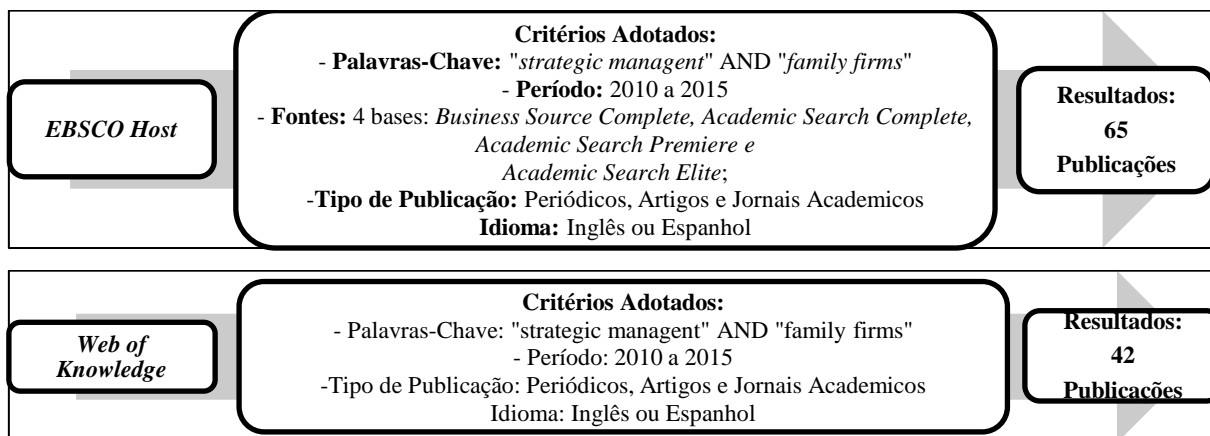 EBSCO Host
Critérios Adotados:
- Palavras-Chave: "strategic managent" AND "family firms"
- Período: 2010 a 2015
- Fontes: 4 bases: Business Source Complete, Academic Search Complete,
Academic Search Premiere e
Academic Search Elite;
-Tipo de Publicação: Periódicos, Artigos e Jornais Academicos
Idioma: Inglês ou Espanhol
Resultados:
65
Publicações
Web of
Knowledge
Critérios Adotados:
- Palavras-Chave: "strategic managent" AND "family firms"
- Período: 2010 a 2015
-Tipo de Publicação: Periódicos, Artigos e Jornais Academicos
Idioma: Inglês ou Espanhol
Resultados:
42
Publicações